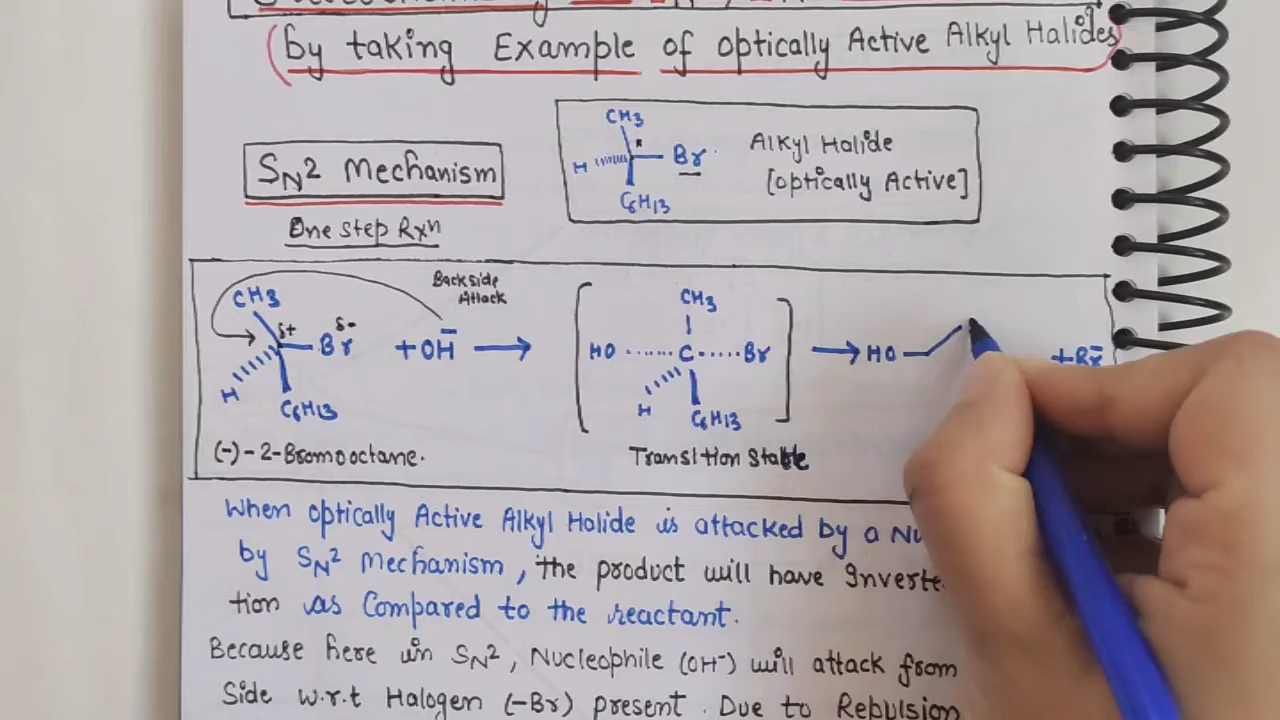 by taking Example of optically Active Alkyl Halides
CH3
H Br
C6H13
Alkyl Halide
[optically Active]
SN2 Mechanism
One step Rxn
Backside
Attack
CH3
δ+ δ-
Br + OH-
H
C6H13
(-)-2-Bromooctane.
CH3
HO C Br
H
C6H13
Transition State
HO + Br-
When optically Active Alkyl Halide is attacked by a
by SN2 Mechanism, the product will have
tion as compared to the reactant.
Because here in SN2, Nucleophile (OH-) will attack from
Side w.r.t Halogen (-Br) present. Due to Repulsion